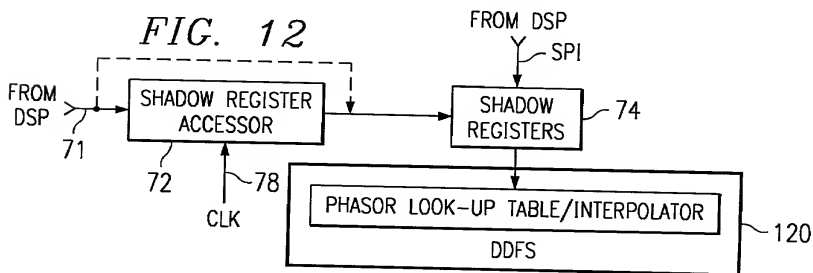 FIG. 12
FROM DSP
SPI
FROM
DSP
71
SHADOW REGISTER
ACCESSOR
72
78
CLK
SHADOW
REGISTERS
74
PHASOR LOOK-UP TABLE/INTERPOLATOR
DDFS
120